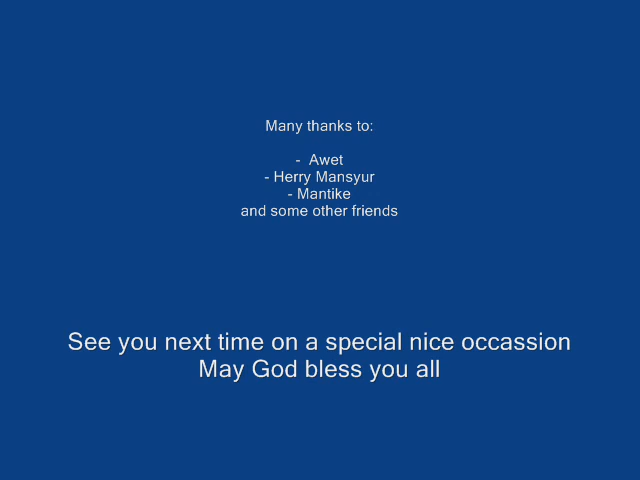 Many thanks to:
- Awet
- Herry Mansyur
- Mantike
and some other friends
See you next time on a special nice occassion
May God bless you all